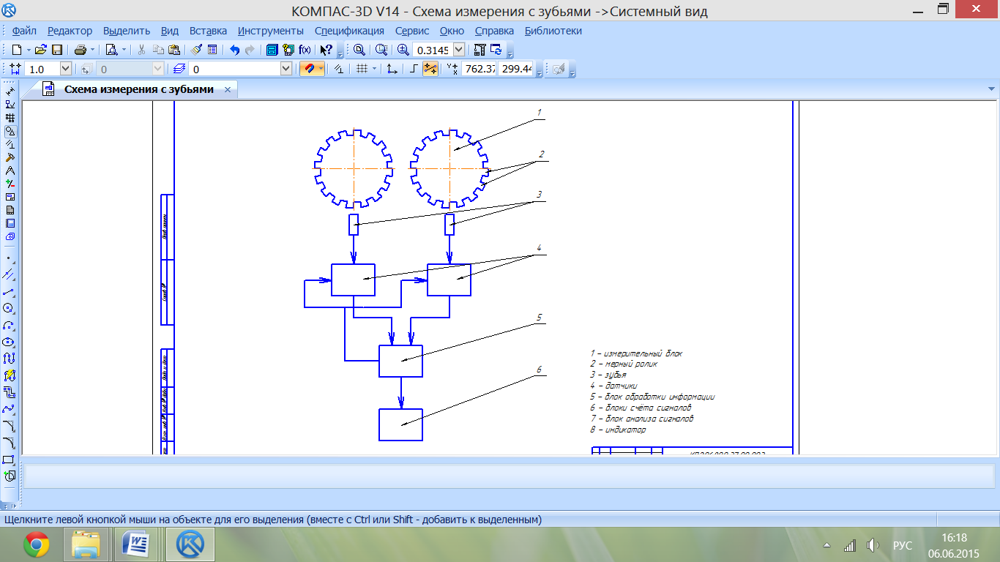 КОМПАС-3D V14 - Схема измерения с зубьями ->Системный вид
Файл Редактор Выделить Вид Вставка Инструменты Спецификация Сервис Окно Справка Библиотеки
f(x) 0.3145
1.0 0 0 762.37 299.44
Схема измерения с зубьями
1
2
3
4
5
6
1 – измерительный блок
2 – мерный ролик
3 – зубья
4 – датчики
5 – блок обработки информации
6 – блоки счёта сигналов
7 – блок анализа сигналов
8 – индикатор
Щелкните левой кнопкой мыши на объекте для его выделения (вместе с Ctrl или Shift - добавить к выделенным)
РУС
16:18
06.06.2015